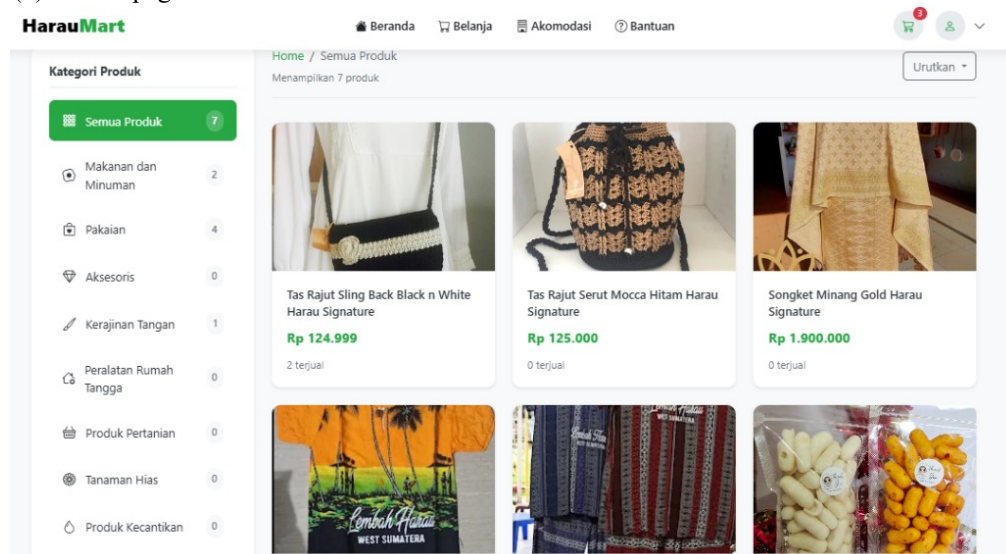 HarauMart
Beranda
Belanja
Akomodasi
Bantuan
3
Kategori Produk
Semua Produk 7
Makanan dan
Minuman
2
Pakaian 4
Aksesoris 0
Kerajinan Tangan 1
Peralatan Rumah
Tangga
0
Produk Pertanian 0
Tanaman Hias 0
Produk Kecantikan 0
Home / Semua Produk
Menampilkan 7 produk
Urutkan
Tas Rajut Sling Back Black n White
Harau Signature
Rp 124.999
2 terjual
Tas Rajut Serut Mocca Hitam Harau
Signature
Rp 125.000
0 terjual
Songket Minang Gold Harau
Signature
Rp 1.900.000
0 terjual
Lembah Harau
WEST SUMATERA
Lembah Harau
WEST SUMATERA